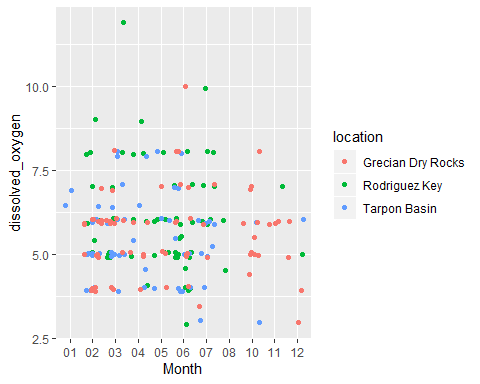 10.0
7.5
5.0
2.5
dissolved_oxygen
01 02 03 04 05 06 07 08 10 11 12
Month
location
Grecian Dry Rocks
Rodriguez Key
Tarpon Basin